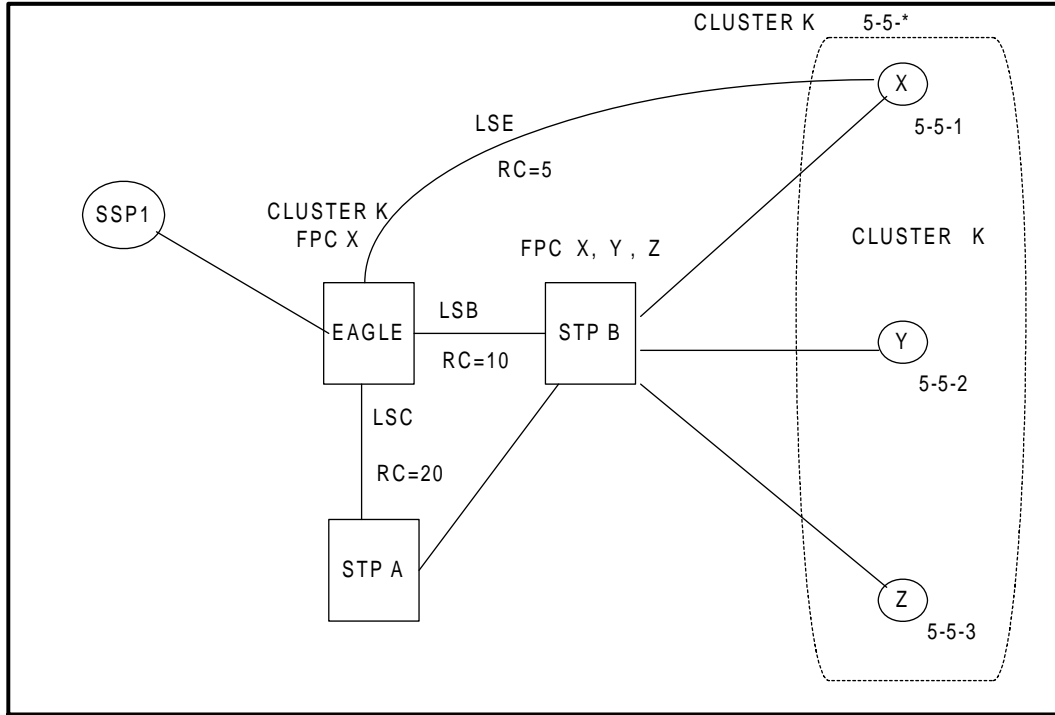 CLUSTER K 5-5-*
X
5-5-1
LSE
RC=5
SSP1
CLUSTER K
FPC X
FPC X, Y, Z
CLUSTER K
EAGLE
LSB
RC=10
STP B
Y
5-5-2
LSC
RC=20
STP A
Z
5-5-3